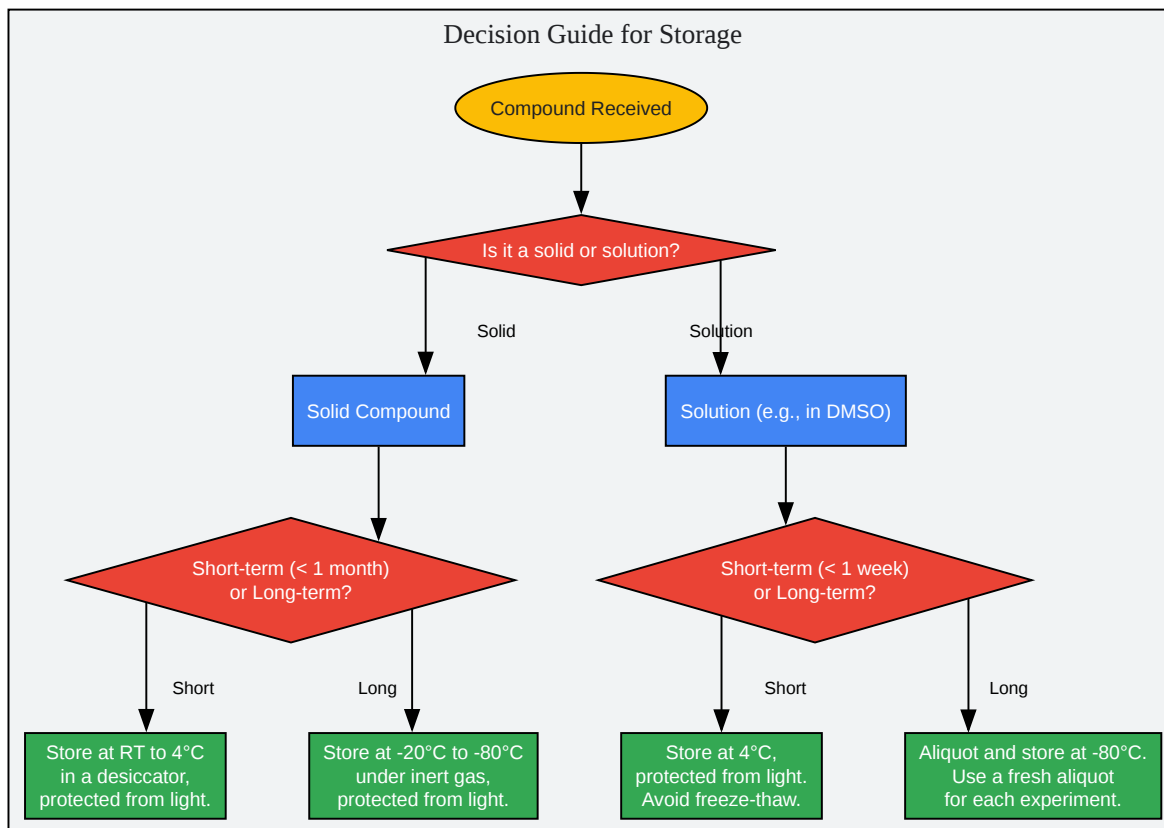 Decision Guide for Storage
Compound Received
Is it a solid or solution?
Solid
Solution
Solid Compound
Solution (e.g., in DMSO)
Short-term (< 1 month)
or Long-term?
Short-term (< 1 week)
or Long-term?
Short
Long
Short
Long
Store at RT to 4°C
in a desiccator,
protected from light.
Store at -20°C to -80°C
under inert gas,
protected from light.
Store at 4°C,
protected from light.
Avoid freeze-thaw.
Aliquot and store at -80°C.
Use a fresh aliquot
for each experiment.